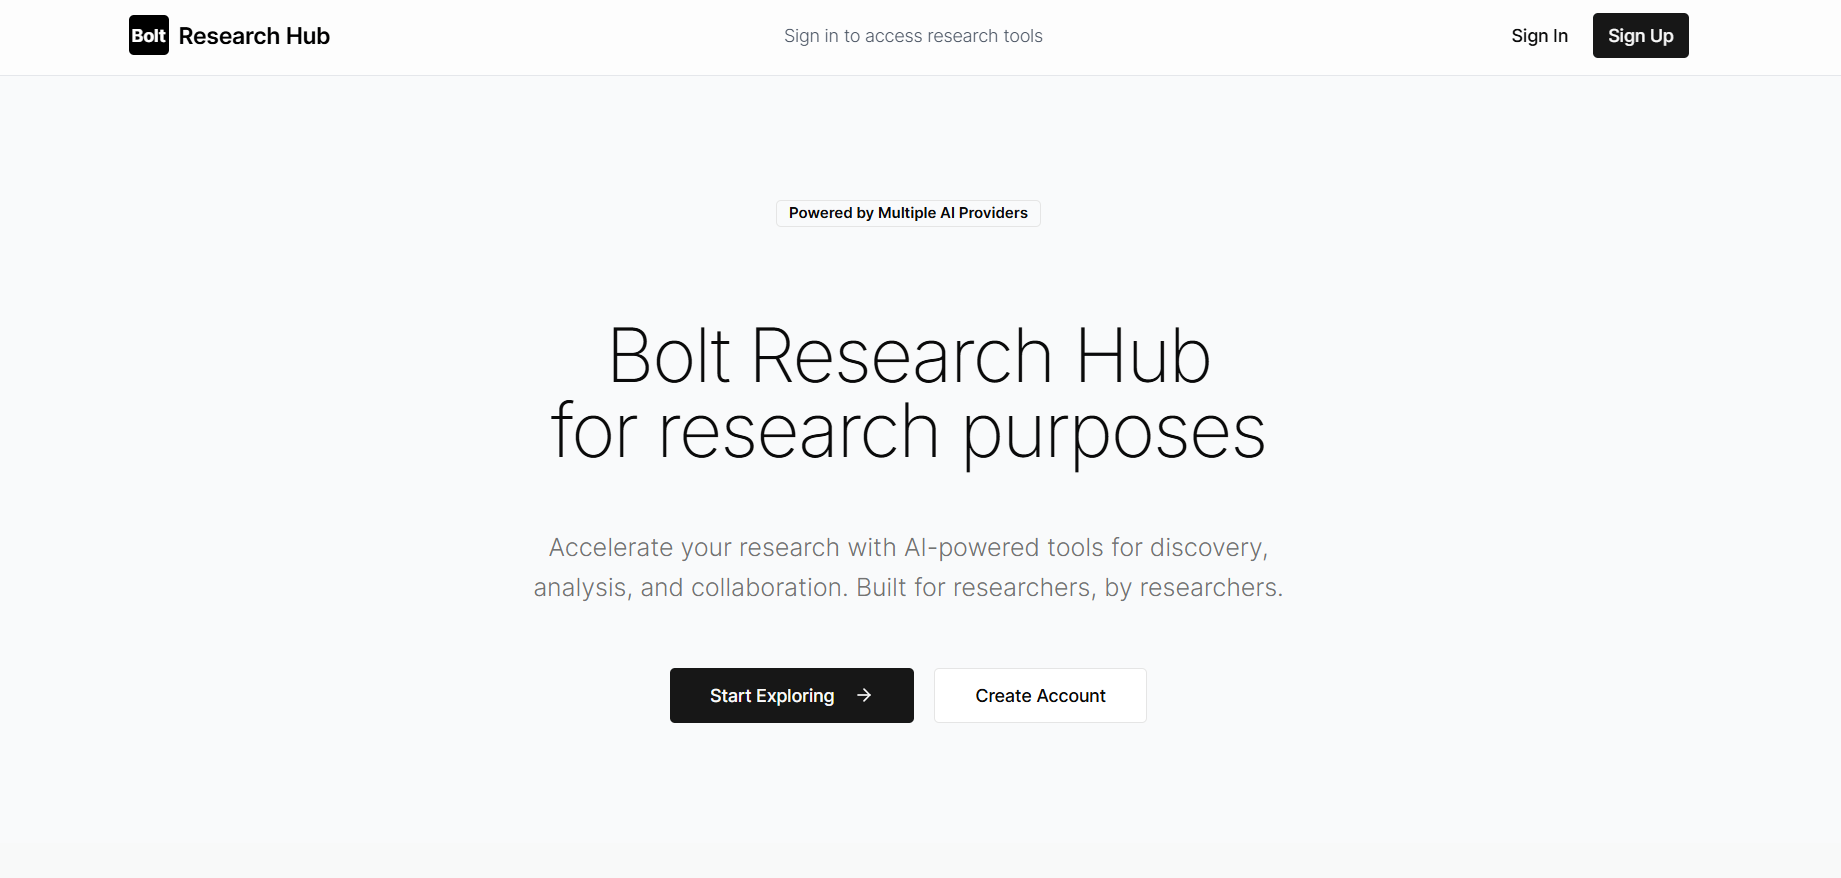 Bolt Research Hub
Sign in to access research tools
Sign In
Sign Up
Powered by Multiple AI Providers
Bolt Research Hub
for research purposes
Accelerate your research with AI-powered tools for discovery,
analysis, and collaboration. Built for researchers, by researchers.
Start Exploring →
Create Account